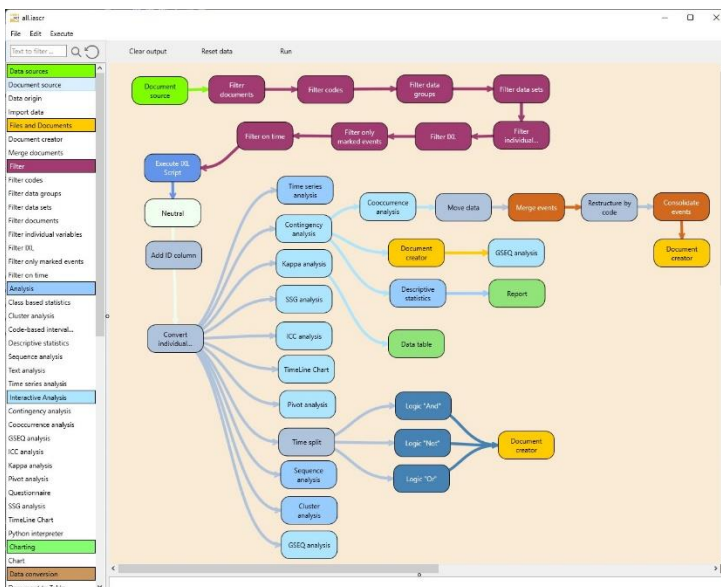 all.iascr
File Edit Execute
Text to filter ...
Clear output Reset data Run
Data sources
Document source
Data origin
Import data
Files and Documents
Document creator
Merge documents
Filter
Filter codes
Filter data groups
Filter data sets
Filter documents
Filter individual variables
Filter IXL
Filter only marked events
Filter on time
Analysis
Class based statistics
Cluster analysis
Code-based interval...
Descriptive statistics
Sequence analysis
Text analysis
Time series analysis
Interactive Analysis
Contingency analysis
Cooccurrence analysis
GSEQ analysis
ICC analysis
Kappa analysis
Pivot analysis
Questionnaire
SSG analysis
TimeLine Chart
Python interpreter
Charting
Chart
Data conversion
Document
source
Filter
documents
Filter codes
Filter data
groups
Filter data sets
Filter on time
Filter only
marked events
Filter IXL
Filter
individual...
Execute IXL
Script
Neutral
Add ID column
Convert
individual...
Time series
analysis
Contingency
analysis
Kappa analysis
SSG analysis
ICC analysis
TimeLine Chart
Pivot analysis
Time split
Sequence
analysis
Cluster
analysis
GSEQ analysis
Cooccurrence
analysis
Move data
Merge events
Restructure by
code
Consolidate
events
Document
creator
GSEQ analysis
Document
creator
Descriptive
statistics
Report
Data table
Logic "And"
Logic "Not"
Logic "Or"
Document
creator